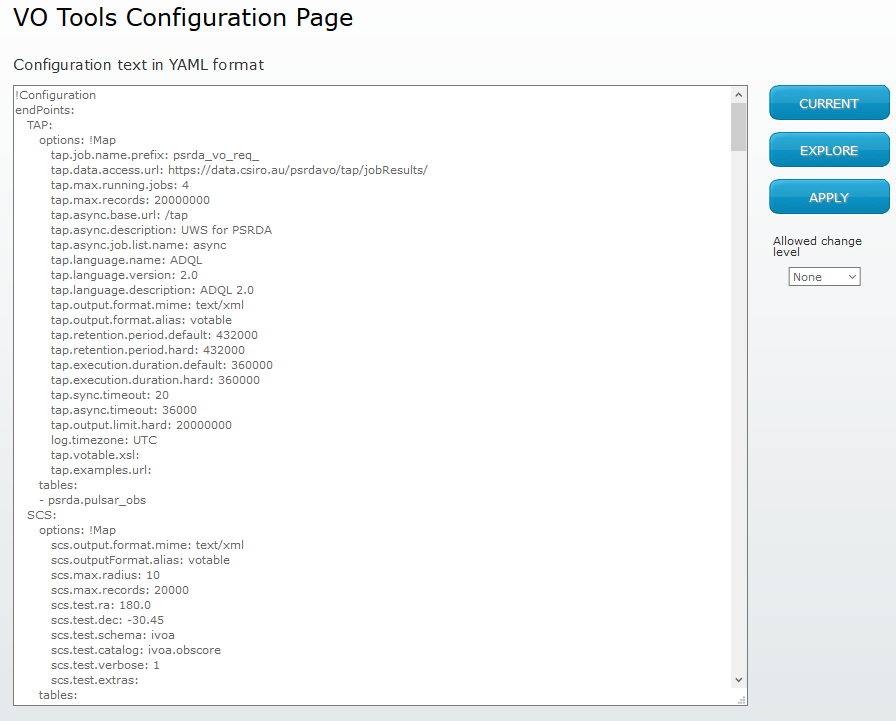 VO Tools Configuration Page
Configuration text in YAML format
!Configuration
endPoints:
TAP:
options: !Map
tap.job.name.prefix: psrda_vo_req_
tap.data.access.url: https://data.csiro.au/psrdavo/tap/jobResults/
tap.max.running.jobs: 4
tap.max.records: 20000000
tap.async.base.url: /tap
tap.async.description: UWS for PSRDA
tap.async.job.list.name: async
tap.language.name: ADQL
tap.language.version: 2.0
tap.language.description: ADQL 2.0
tap.output.format.mime: text/xml
tap.output.format.alias: votable
tap.retention.period.default: 432000
tap.retention.period.hard: 432000
tap.execution.duration.default: 360000
tap.execution.duration.hard: 360000
tap.sync.timeout: 20
tap.async.timeout: 36000
tap.output.limit.hard: 20000000
log.timezone: UTC
tap.votable.xsl:
tap.examples.url:
tables:
- psrda.pulsar_obs
SCS:
options: !Map
scs.output.format.mime: text/xml
scs.outputFormat.alias: votable
scs.max.radius: 10
scs.max.records: 20000
scs.test.ra: 180.0
scs.test.dec: -30.45
scs.test.schema: ivoa
scs.test.catalog: ivoa.obscore
scs.test.verbose: 1
scs.test.extras:
tables:
CURRENT
EXPLORE
APPLY
Allowed change
level
None